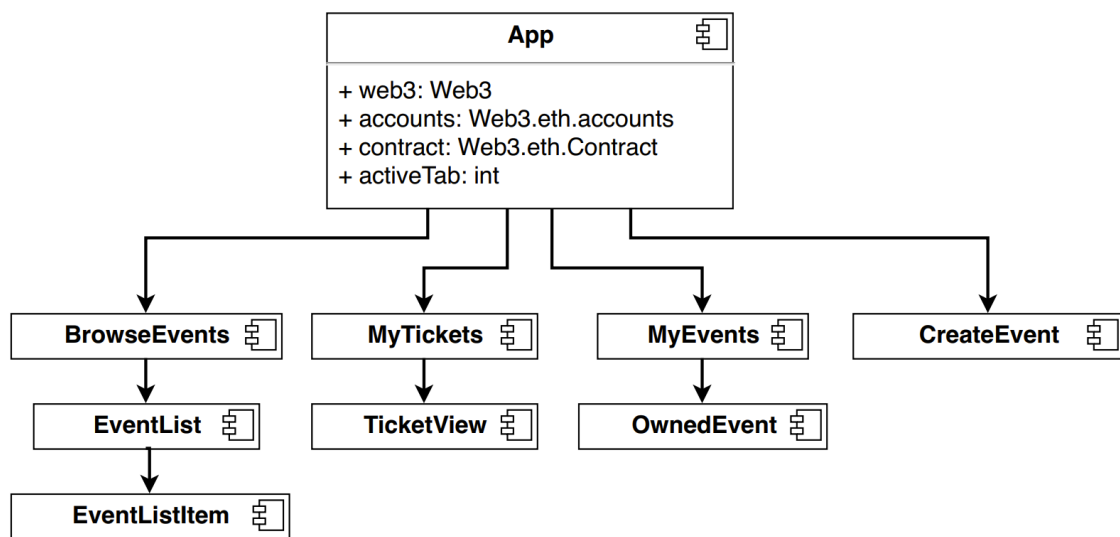 App
+ web3: Web3
+ accounts: Web3.eth.accounts
+ contract: Web3.eth.Contract
+ activeTab: int
BrowseEvents
MyTickets
MyEvents
CreateEvent
EventList
TicketView
OwnedEvent
EventListItem